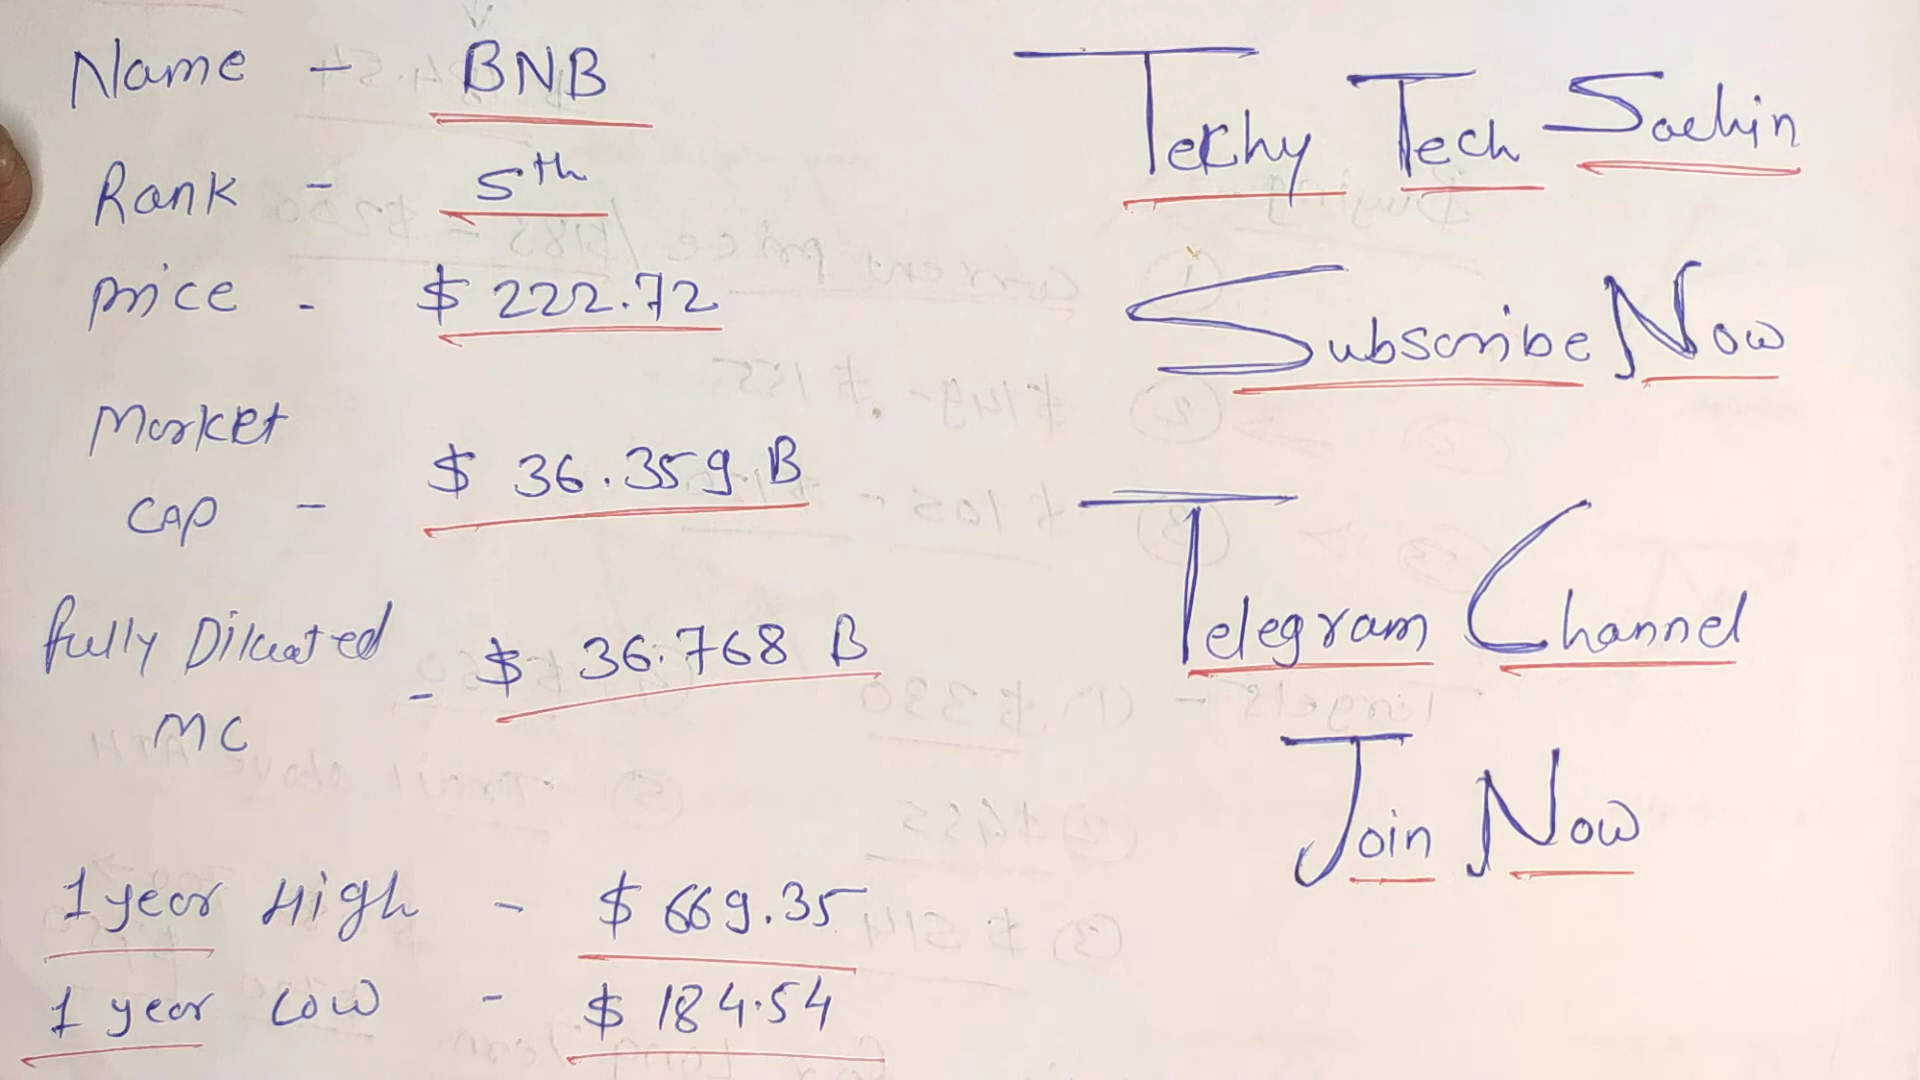 Name - BNB
Rank - 5th
price - $ 222.72
Market
cap - $ 36.359 B
fully Diluated
MC - $ 36.768 B
1 year High - $ 669.35
1 year Low - $ 184.54
Techy Tech Sachin
Subscribe Now
Telegram Channel
Join Now